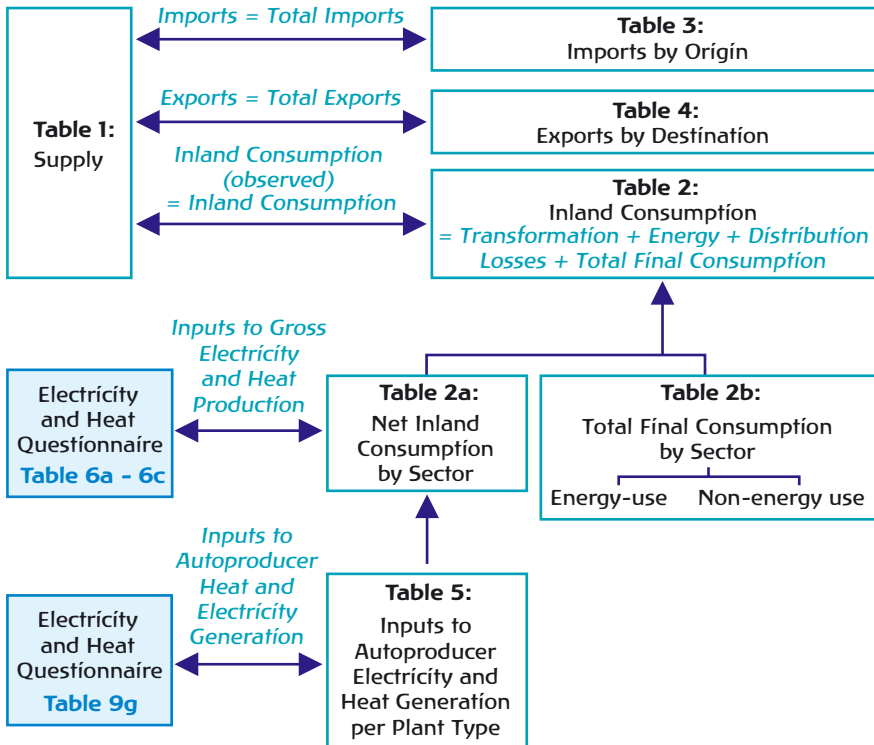 Imports = Total Imports
Table 3:
Imports by Origin
Table 1:
Supply
Exports = Total Exports
Table 4:
Exports by Destination
Inland Consumption
(observed)
= Inland Consumption
Table 2:
Inland Consumption
= Transformation + Energy + Distribution
Losses + Total Final Consumption
Inputs to Gross
Electricity
and Heat
Production
Electricity
and Heat
Questionnaire
Table 6a - 6c
Table 2a:
Net Inland
Consumption
by Sector
Table 2b:
Total Final Consumption
by Sector
Energy-use Non-energy use
Inputs to
Autoproducer
Heat and
Electricity
Generation
Electricity
and Heat
Questionnaire
Table 9g
Table 5:
Inputs to
Autoproducer
Electricity and
Heat Generation
per Plant Type